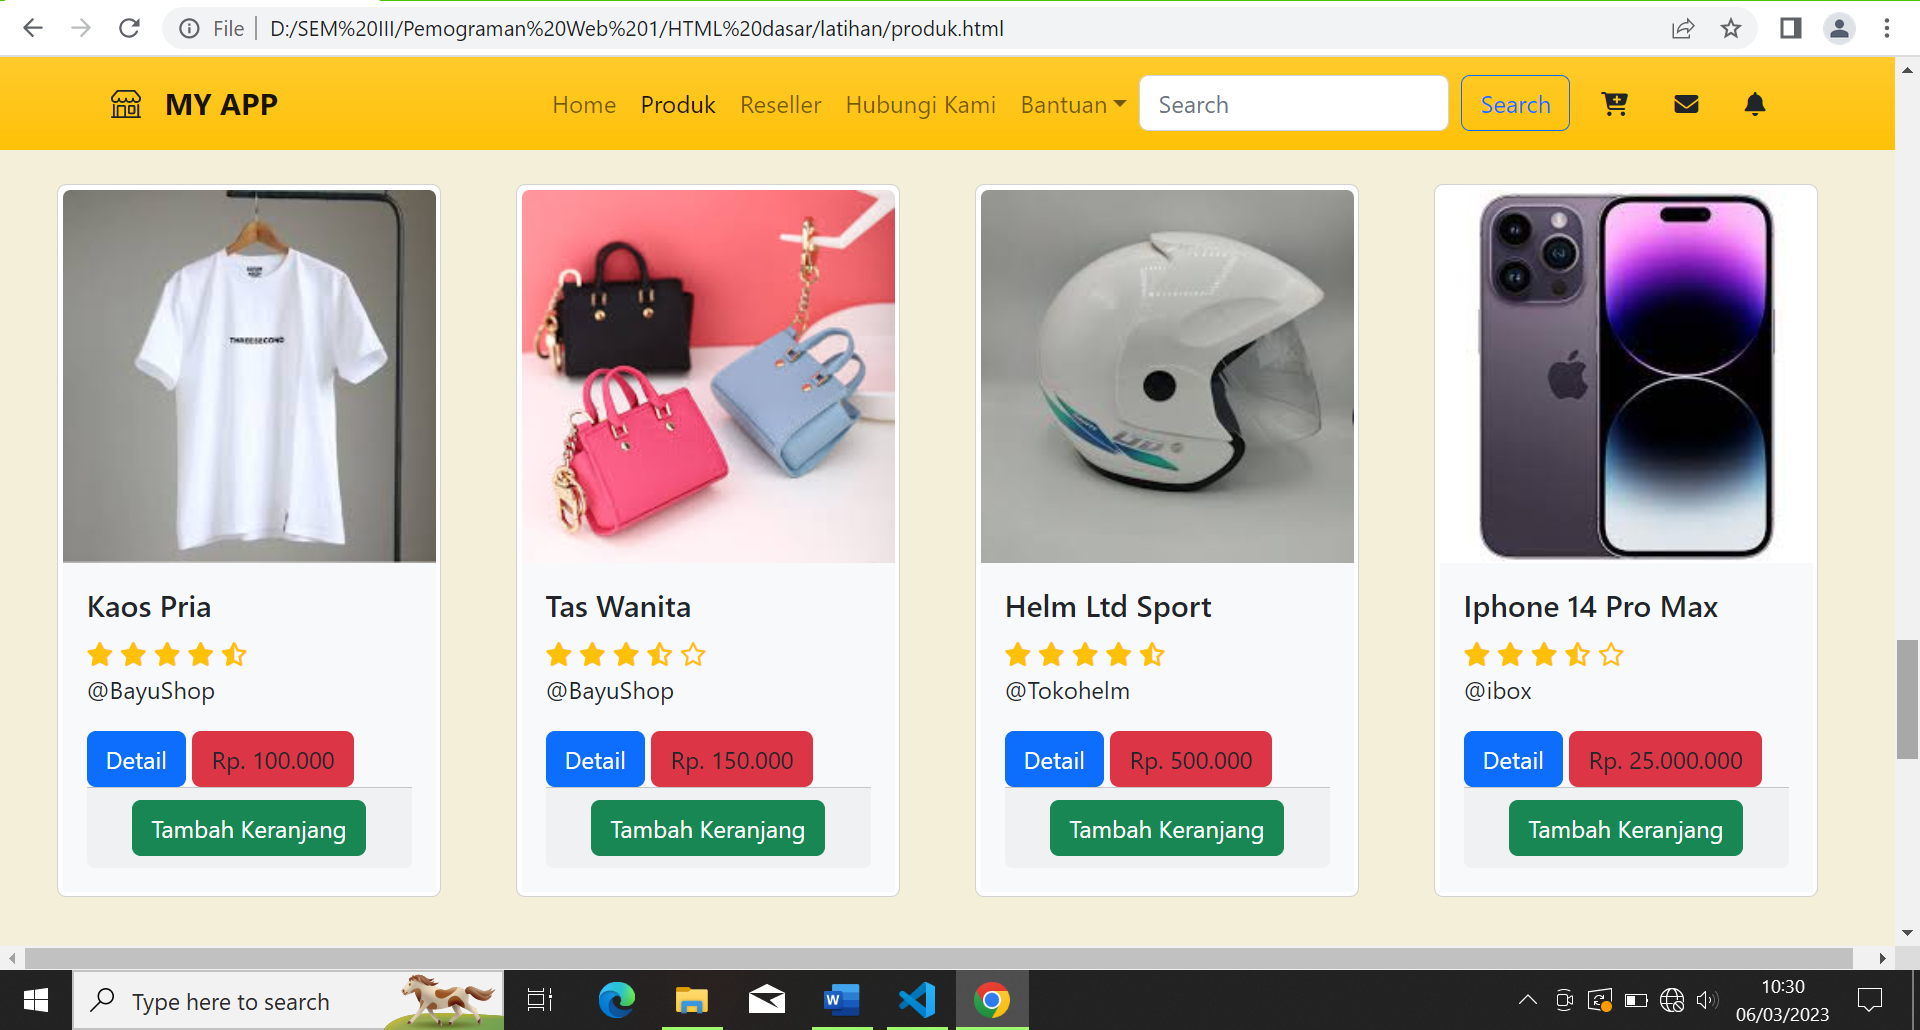 File | D:/SEM%20III/Pemograman%20Web%201/HTML%20dasar/latihan/produk.html
MY APP Home Produk Reseller Hubungi Kami Bantuan Search Search
THREESECOND
Kaos Pria
@BayuShop
Detail Rp. 100.000
Tambah Keranjang
Tas Wanita
@BayuShop
Detail Rp. 150.000
Tambah Keranjang
Helm Ltd Sport
@Tokohelm
Detail Rp. 500.000
Tambah Keranjang
Iphone 14 Pro Max
@ibox
Detail Rp. 25.000.000
Tambah Keranjang
Type here to search
W
10:30
06/03/2023